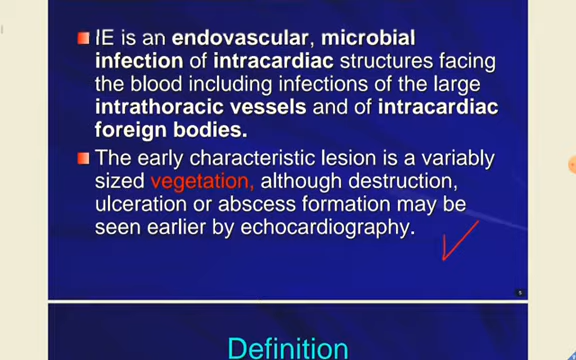 IE is an endovascular, microbial
infection of intracardiac structures facing
the blood including infections of the large
intrathoracic vessels and of intracardiac
foreign bodies.
The early characteristic lesion is a variably
sized vegetation, although destruction,
ulceration or abscess formation may be
seen earlier by echocardiography.
Definition